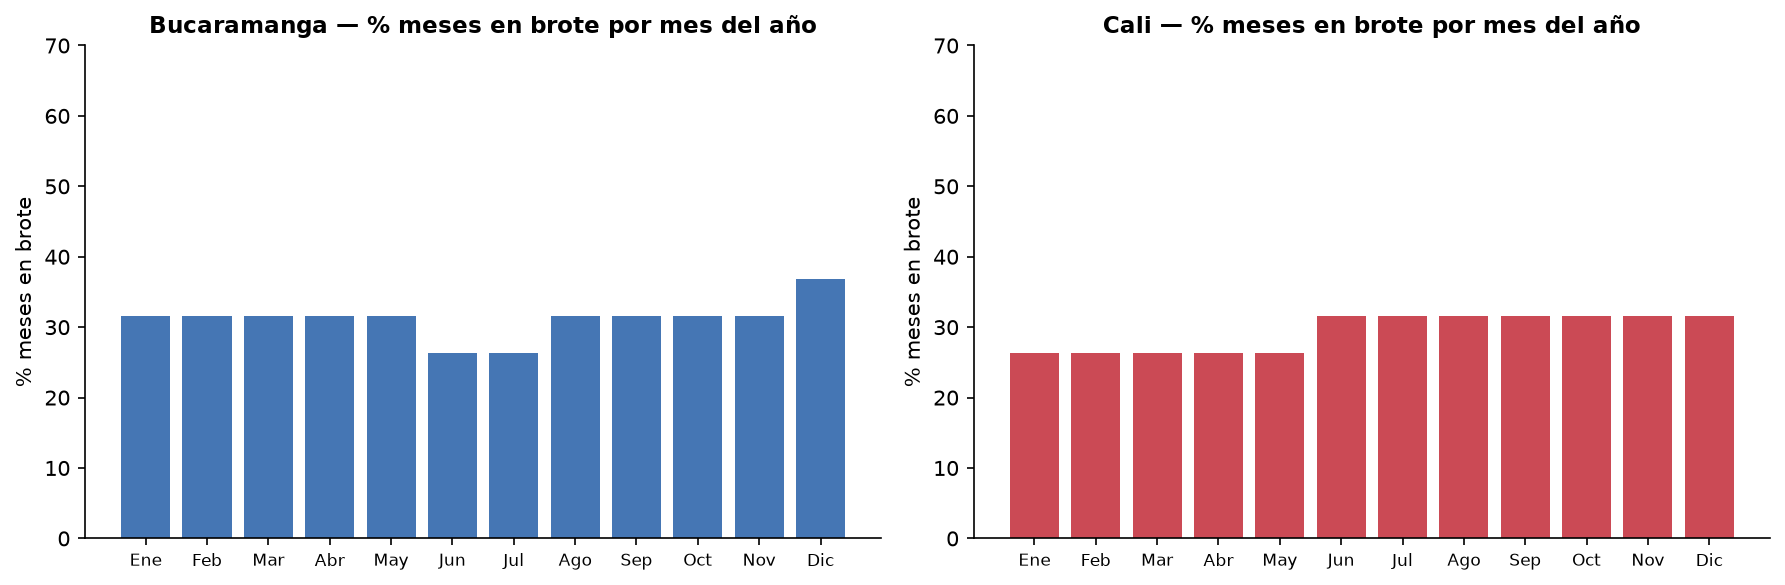 Bucaramanga — % meses en brote por mes del año
% meses en brote
70
60
50
40
30
20
10
0
Ene Feb Mar Abr May Jun Jul Ago Sep Oct Nov Dic
Cali — % meses en brote por mes del año
% meses en brote
70
60
50
40
30
20
10
0
Ene Feb Mar Abr May Jun Jul Ago Sep Oct Nov Dic